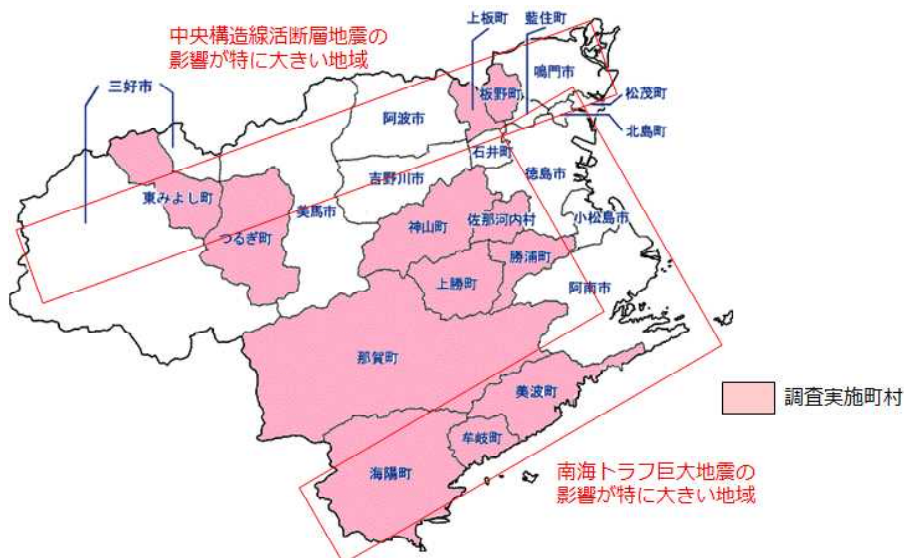 中央構造線活断層地震の
影響が特に大きい地域
上板町
藍住町
三好市
鳴門市
板野町
松茂町
阿波市
北島町
石井町
徳島市
吉野川市
東みよし町
美馬市
佐那河内村
小松島市
つるぎ町
神山町
勝浦町
上勝町
阿南市
那賀町
美波町
調査実施町村
牟岐町
海陽町
南海トラフ巨大地震の
影響が特に大きい地域